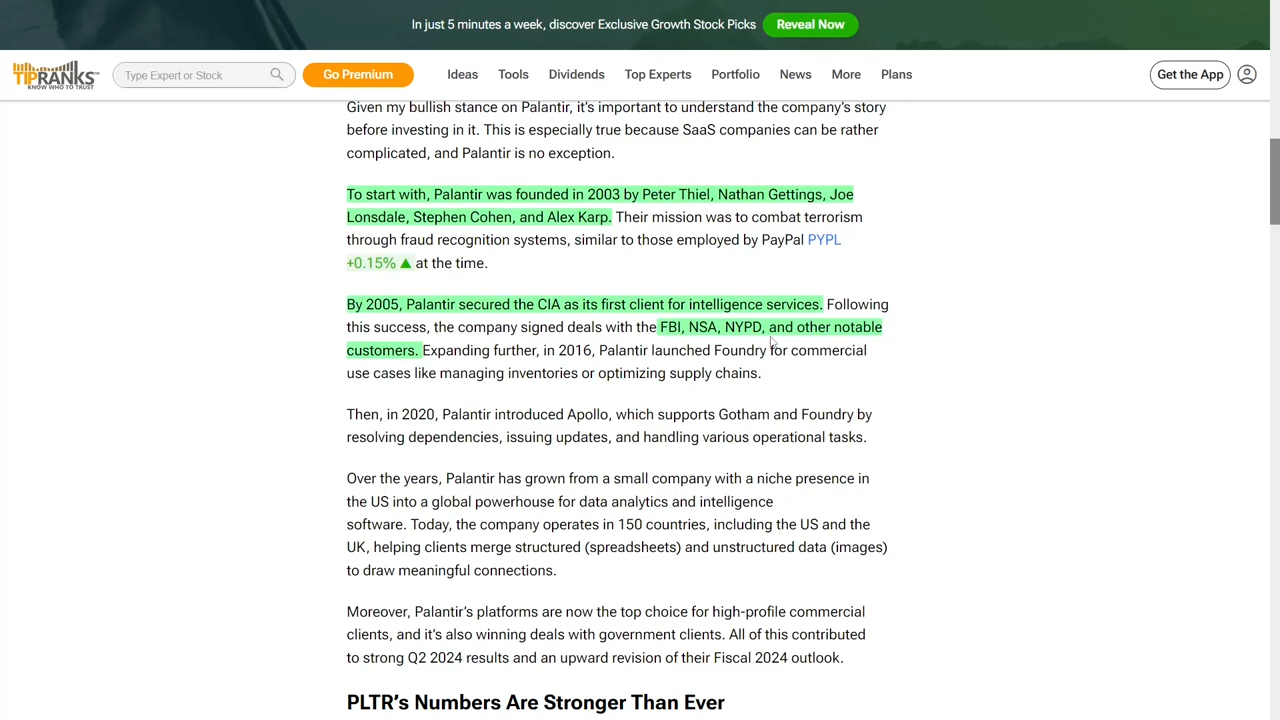 In just 5 minutes a week, discover Exclusive Growth Stock Picks Reveal Now
TIPRANKS™
KNOW WHO TO TRUST
Type Expert or Stock
Go Premium
Ideas Tools Dividends Top Experts Portfolio News More Plans
Get the App
Given my bullish stance on Palantir, it's important to understand the company's story
before investing in it. This is especially true because SaaS companies can be rather
complicated, and Palantir is no exception.
To start with, Palantir was founded in 2003 by Peter Thiel, Nathan Gettings, Joe
Lonsdale, Stephen Cohen, and Alex Karp. Their mission was to combat terrorism
through fraud recognition systems, similar to those employed by PayPal PYPL
+0.15% ▲ at the time.
By 2005, Palantir secured the CIA as its first client for intelligence services. Following
this success, the company signed deals with the FBI, NSA, NYPD, and other notable
customers. Expanding further, in 2016, Palantir launched Foundry for commercial
use cases like managing inventories or optimizing supply chains.
Then, in 2020, Palantir introduced Apollo, which supports Gotham and Foundry by
resolving dependencies, issuing updates, and handling various operational tasks.
Over the years, Palantir has grown from a small company with a niche presence in
the US into a global powerhouse for data analytics and intelligence
software. Today, the company operates in 150 countries, including the US and the
UK, helping clients merge structured (spreadsheets) and unstructured data (images)
to draw meaningful connections.
Moreover, Palantir's platforms are now the top choice for high-profile commercial
clients, and it's also winning deals with government clients. All of this contributed
to strong Q2 2024 results and an upward revision of their Fiscal 2024 outlook.
PLTR's Numbers Are Stronger Than Ever